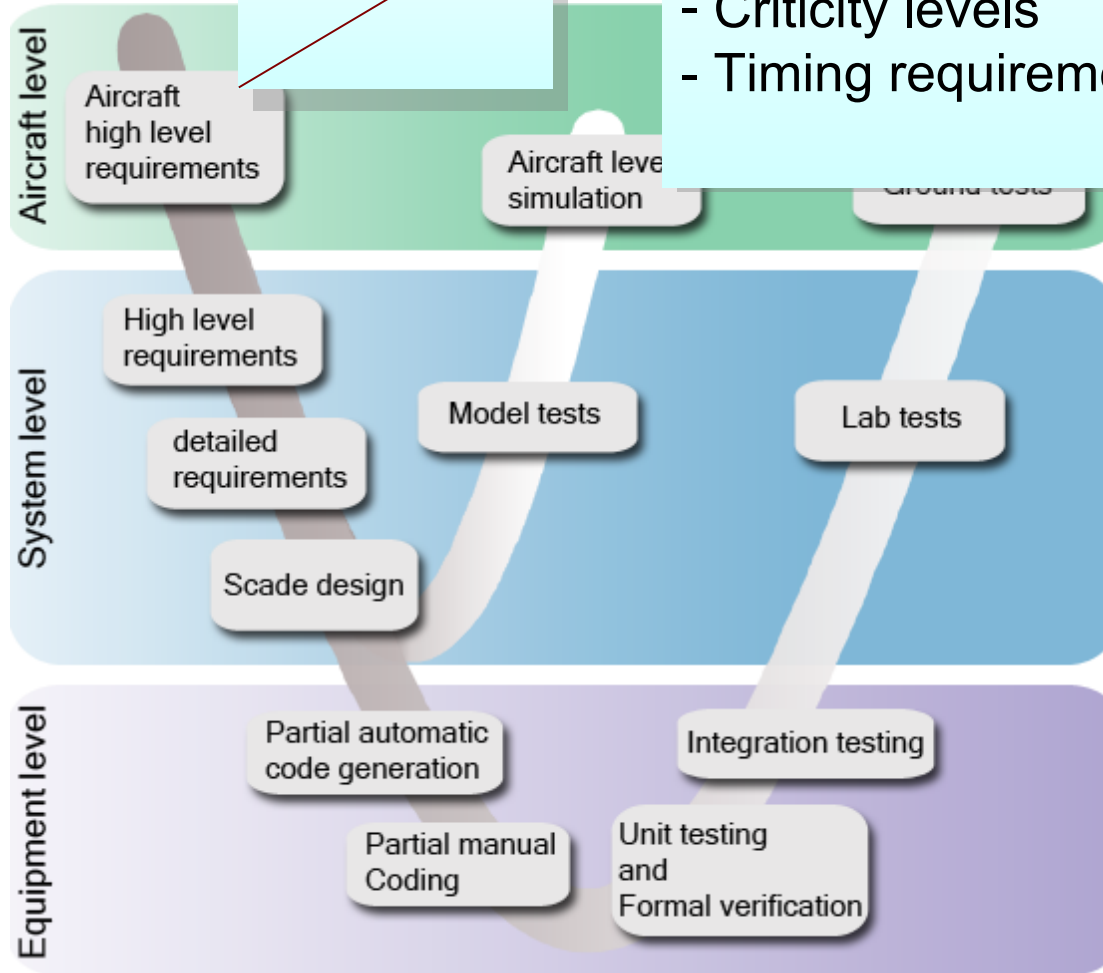 - Criticity levels
- Timing
Aircraft level
Aircraft
high level
requirements
Aircraft
simulation
Ground tests
System level
High level
requirements
detailed
requirements
Model tests
Lab tests
Scade design
Equipment level
Partial automatic
code generation
Integration testing
Partial manual
Coding
Unit testing
and
Formal verification